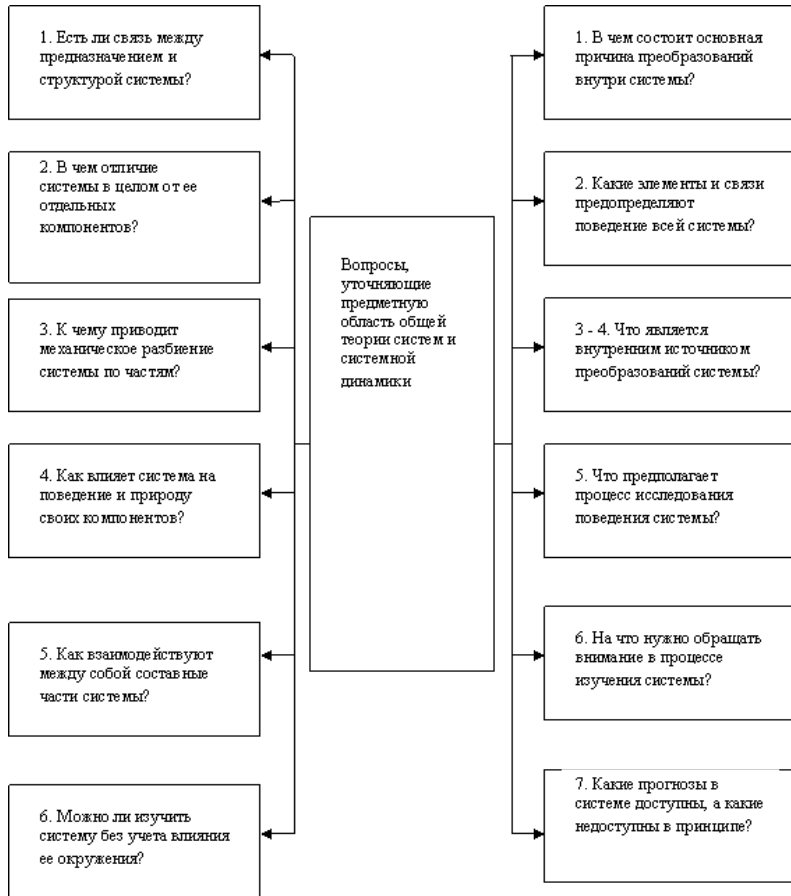 1. Есть ли связь между
предназначением и
структурой системы?
2. В чем отличие
системы в целом от ее
отдельных
компонентов?
3. К чему приводит
механическое разбиение
системы по частям?
4. Как влияет система на
поведение и природу
своих компонентов?
5. Как взаимодействуют
между собой составные
части системы?
6. Можно ли изучить
систему без учета влияния
ее окружения?
Вопросы,
уточняющие
предметную
область общей
теории систем и
системной
динамики
1. В чем состоит основная
причина преобразований
внутри системы?
2. Какие элементы и связи
предопределяют
поведение всей системы?
3 - 4. Что является
внутренним источником
преобразований системы?
5. Что предполагает
процесс исследования
поведения системы?
6. На что нужно обращать
внимание в процессе
изучения системы?
7. Какие прогнозы в
системе доступны, а какие
недоступны в принципе?